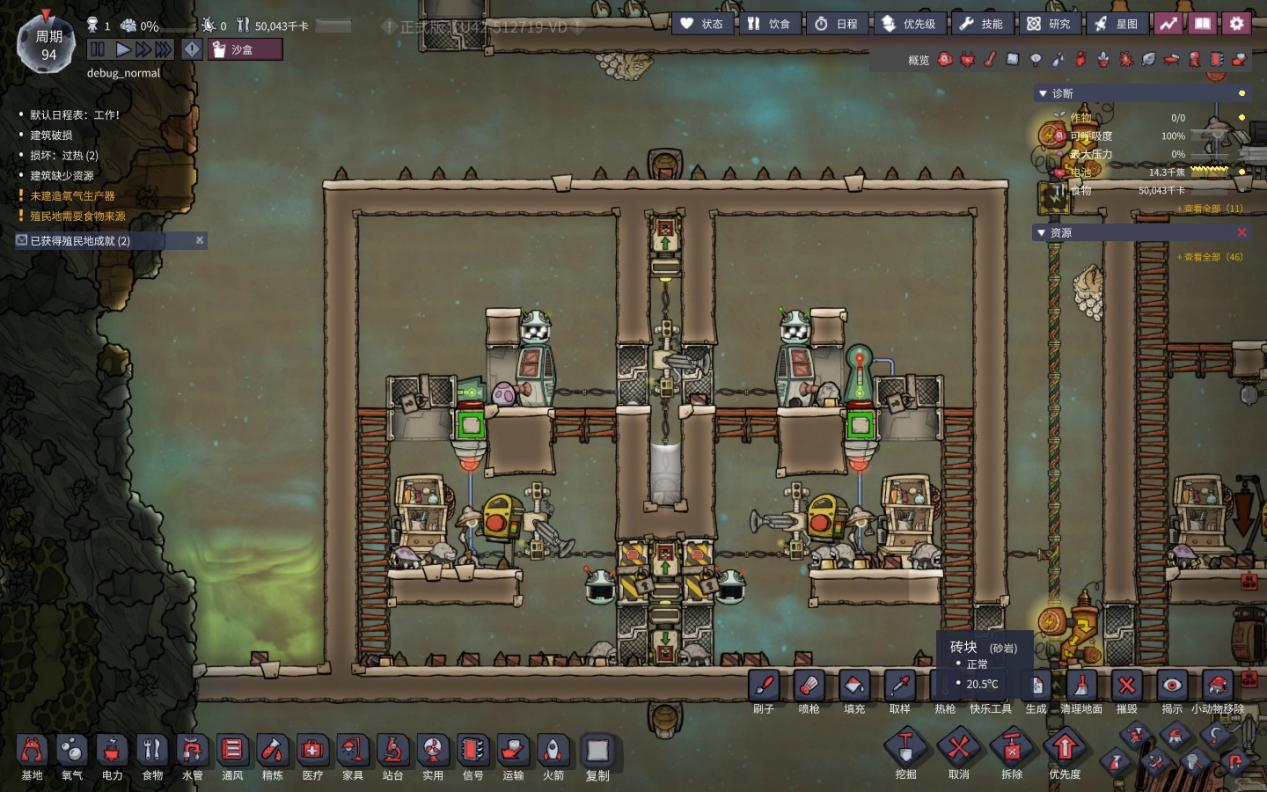 周期
94
1
0%
0
50,043千卡
沙盒
debug_normal
正式版: U42-512719-VD
状态
饮食
日程
优先级
技能
研究
星图
概览
默认日程表：工作！
建筑破损
损坏：过热 (2)
建筑缺少资源
未建造氧气生产器
殖民地需要食物来源
已获得殖民地成就 (2)
诊断
作物 0/0
可呼吸度 100%
最大压力 0%
电池 14.3千焦
食物 50,043千卡
+ 查看全部（11）
资源
+ 查看全部（46）
砖块 （砂岩）
正常
20.5℃
刷子
喷枪
填充
取样
热枪
快乐工具
生成
清理地面
摧毁
揭示
小动物移除
基地
氧气
电力
食物
水管
通风
精炼
医疗
家具
站台
实用
信号
运输
火箭
复制
挖掘
取消
拆除
优先度